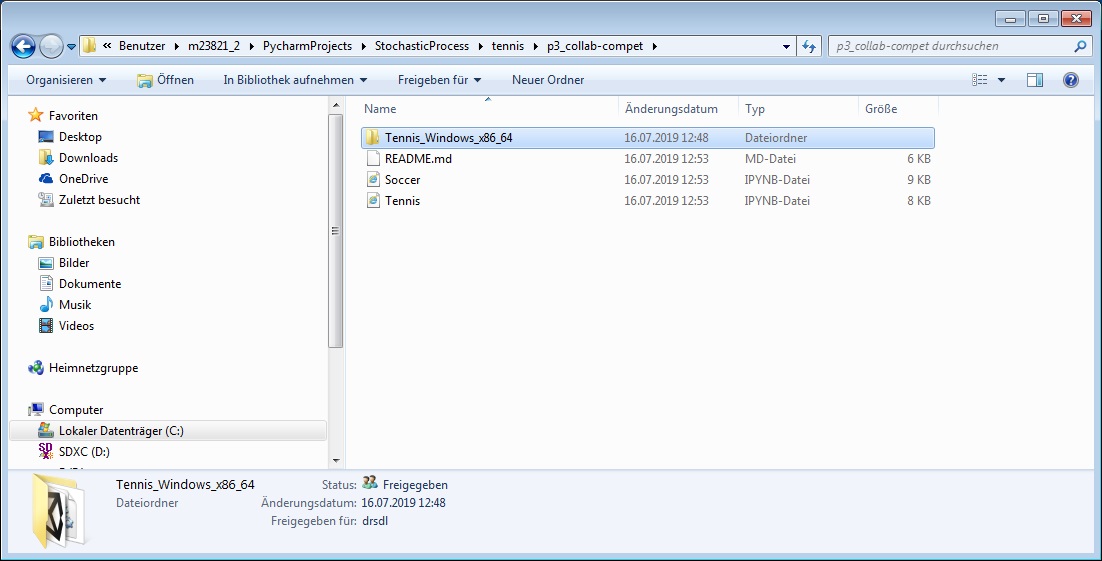 « Benutzer ▸ m23821_2 ▸ PycharmProjects ▸ StochasticProcess ▸ tennis ▸ p3_collab-compet ▸ p3_collab-compet durchsuchen
Organisieren Öffnen In Bibliothek aufnehmen Freigeben für Neuer Ordner
Favoriten
Desktop
Downloads
OneDrive
Zuletzt besucht
Bibliotheken
Bilder
Dokumente
Musik
Videos
Heimnetzgruppe
Computer
Lokaler Datenträger (C:)
SDXC (D:)
Name Änderungsdatum Typ Größe
Tennis_Windows_x86_64 16.07.2019 12:48 Dateiordner
README.md 16.07.2019 12:53 MD-Datei 6 KB
Soccer 16.07.2019 12:53 IPYNB-Datei 9 KB
Tennis 16.07.2019 12:53 IPYNB-Datei 8 KB
Tennis_Windows_x86_64 Status: Freigegeben
Dateiordner Änderungsdatum: 16.07.2019 12:48
Freigegeben für: drsdl